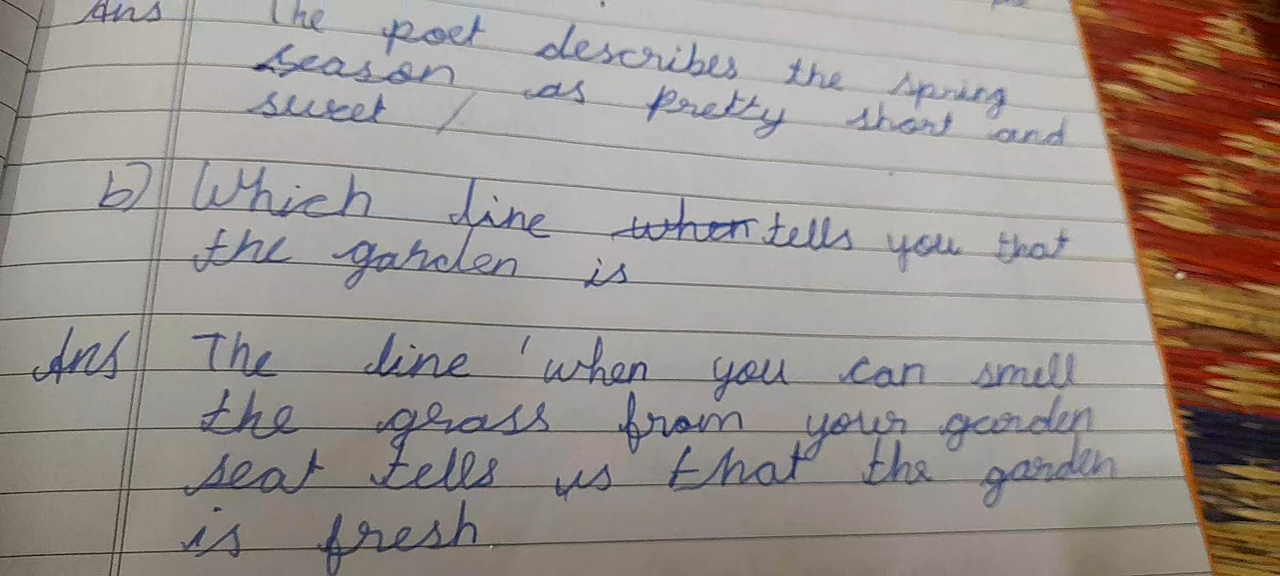 Ans The poet describes the spring
season as pretty short and
sweet /
b) Which line when tells you that
the garden is
Ans The line 'when you can smell
the grass from your garden
seat tells us that the garden
is fresh.